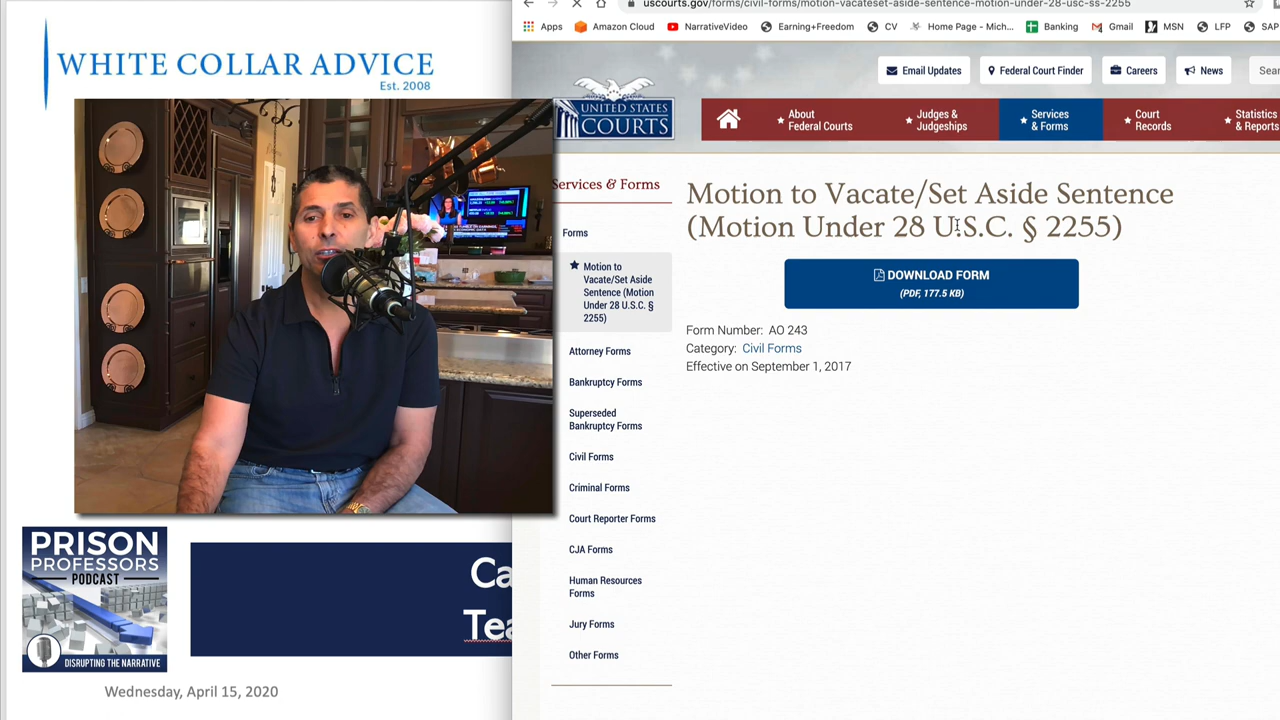 WHITE COLLAR ADVICE
Est. 2008
PRISON
PROFESSORS
PODCAST
DISRUPTING THE NARRATIVE
Ca
Tea
Wednesday, April 15, 2020
uscourts.gov/forms/civil-forms/motion-vacateset-aside-sentence-motion-under-28-usc-ss-2255
Apps
Amazon Cloud
NarrativeVideo
Earning+Freedom
CV
Home Page - Mich...
Banking
Gmail
MSN
LFP
SAP
Email Updates
Federal Court Finder
Careers
News
Sear
UNITED STATES
COURTS
About
Federal Courts
Judges &
Judgeships
Services
& Forms
Court
Records
Statistics
& Reports
Services & Forms
Forms
Motion to
Vacate/Set Aside
Sentence (Motion
Under 28 U.S.C. §
2255)
Attorney Forms
Bankruptcy Forms
Superseded
Bankruptcy Forms
Civil Forms
Criminal Forms
Court Reporter Forms
CJA Forms
Human Resources
Forms
Jury Forms
Other Forms
Motion to Vacate/Set Aside Sentence
(Motion Under 28 U.S.C. § 2255)
DOWNLOAD FORM
(PDF, 177.5 KB)
Form Number: AO 243
Category: Civil Forms
Effective on September 1, 2017